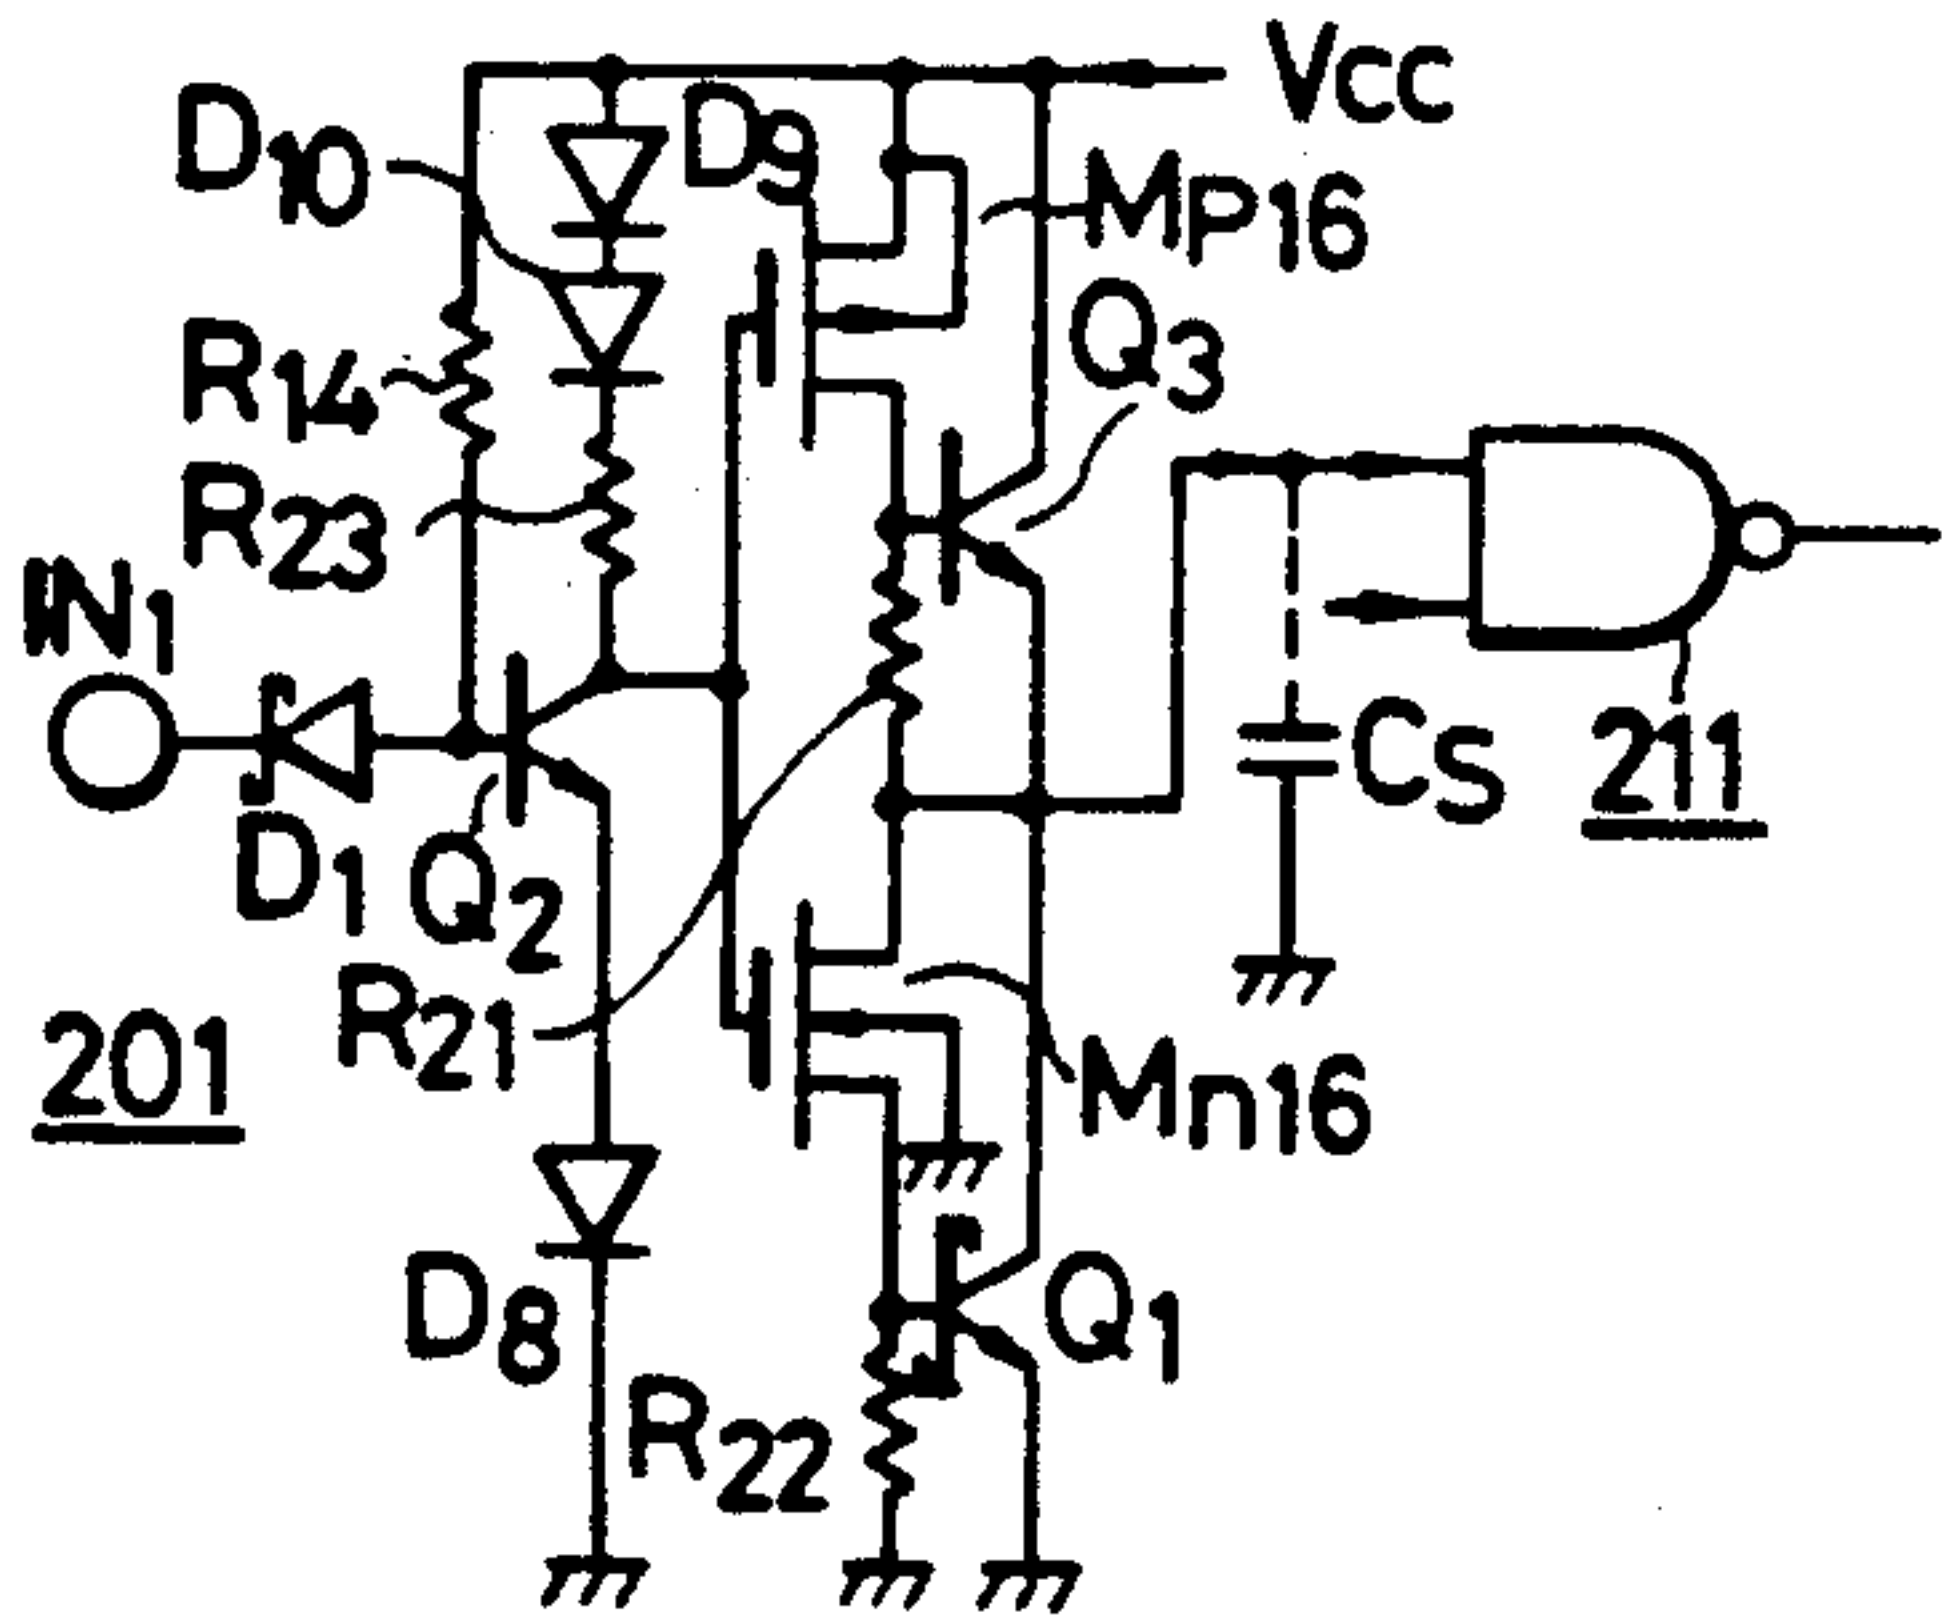 VCC
D10
D9
MP16
Q3
R14
R23
IN1
CS
211
D1
Q2
R21
201
Mn16
D8
Q1
R22